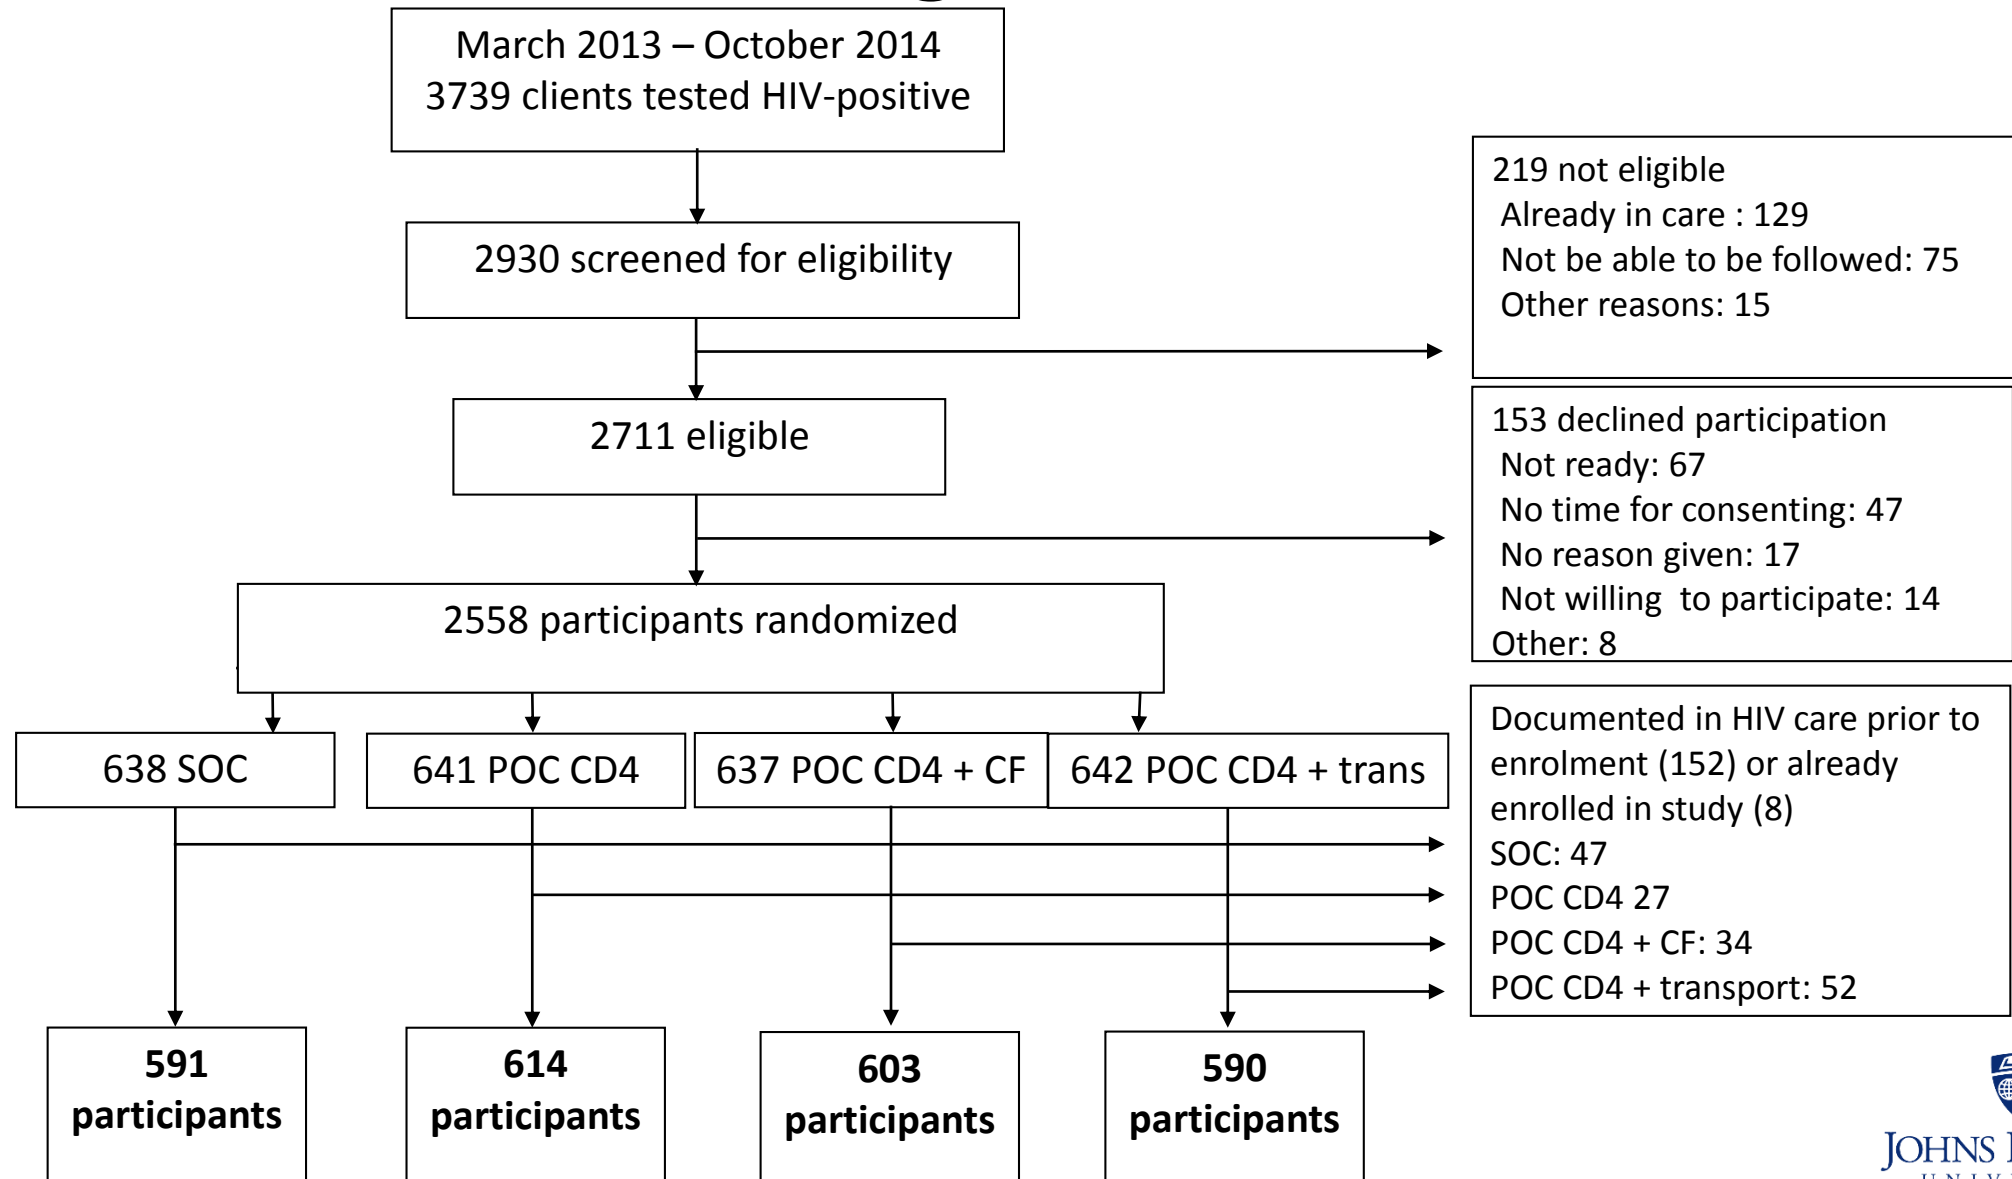 March 2013 – October 2014
3739 clients tested HIV-positive
2930 screened for eligibility
219 not eligible
Already in care : 129
Not be able to be followed: 75
Other reasons: 15
2711 eligible
153 declined participation
Not ready: 67
No time for consenting: 47
No reason given: 17
Not willing  to participate: 14
Other: 8
2558 participants randomized
638 SOC
641 POC CD4
637 POC CD4 + CF
642 POC CD4 + trans
Documented in HIV care prior to
enrolment (152) or already
enrolled in study (8)
SOC: 47
POC CD4 27
POC CD4 + CF: 34
POC CD4 + transport: 52
591
participants
614
participants
603
participants
590
participants
JOHNS